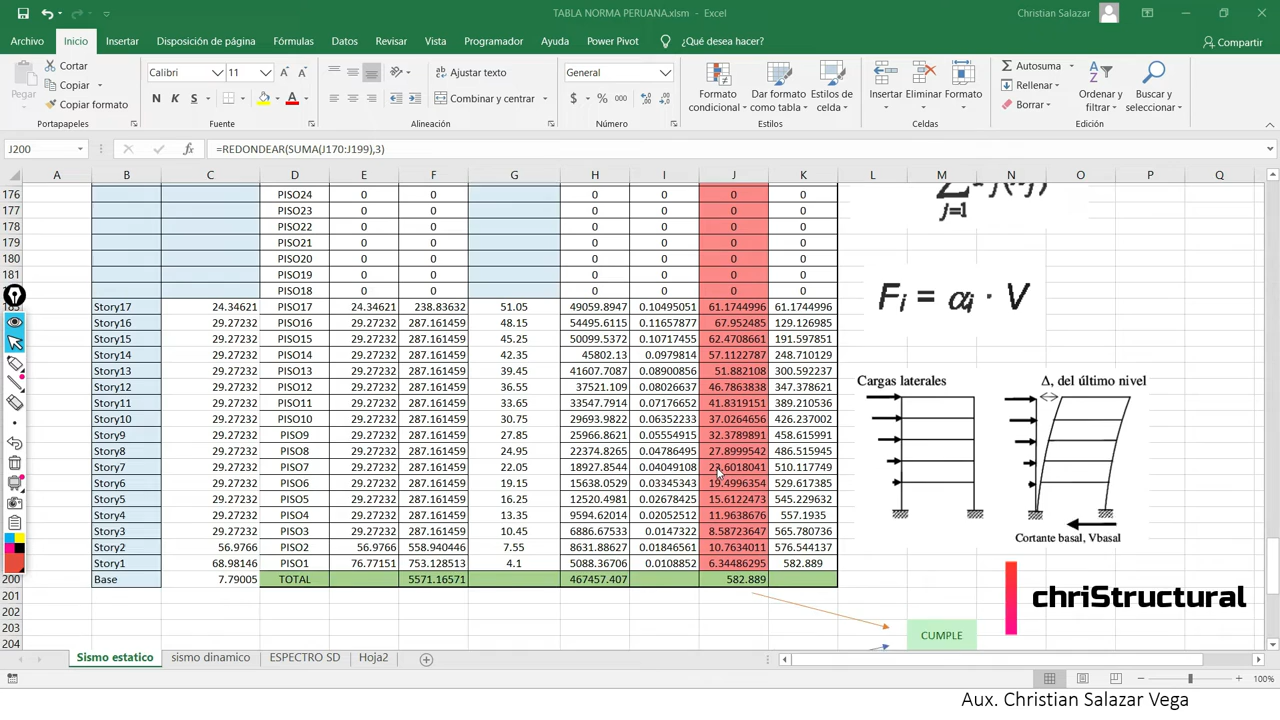 TABLA NORMA PERUANA.xlsm - Excel
Christian Salazar
Archivo Inicio Insertar Disposición de página Fórmulas Datos Revisar Vista Programador Ayuda Power Pivot ¿Qué desea hacer? Compartir
Pegar
Cortar
Copiar
Copiar formato
Calibri 11
N K S
Ajustar texto
Combinar y centrar
General
$ % 000
Formato condicional
Dar formato como tabla
Estilos de celda
Insertar Eliminar Formato
Autosuma
Rellenar
Borrar
Ordenar y filtrar
Buscar y seleccionar
Portapapeles Fuente Alineación Número Estilos Celdas Edición
J200 fx =REDONDEAR(SUMA(J170:J199),3)
A B C D E F G H I J K L M N O P Q
176 PISO24 0 0 0 0 0 0
177 PISO23 0 0 0 0 0 0
178 PISO22 0 0 0 0 0 0
179 PISO21 0 0 0 0 0 0
180 PISO20 0 0 0 0 0 0
181 PISO19 0 0 0 0 0 0
PISO18 0 0 0 0 0 0
Story17 24.34621 PISO17 24.34621 238.83632 51.05 49059.8947 0.10495051 61.1744996 61.1744996
Story16 29.27232 PISO16 29.27232 287.161459 48.15 54495.6115 0.11657877 67.952485 129.126985
Story15 29.27232 PISO15 29.27232 287.161459 45.25 50099.5372 0.10717455 62.4708661 191.597851
Story14 29.27232 PISO14 29.27232 287.161459 42.35 45802.13 0.0979814 57.1122787 248.710129
Story13 29.27232 PISO13 29.27232 287.161459 39.45 41607.7087 0.08900856 51.882108 300.592237
Story12 29.27232 PISO12 29.27232 287.161459 36.55 37521.109 0.08026637 46.7863838 347.378621
Story11 29.27232 PISO11 29.27232 287.161459 33.65 33547.7914 0.07176652 41.8319151 389.210536
Story10 29.27232 PISO10 29.27232 287.161459 30.75 29693.9822 0.06352233 37.0264656 426.237002
Story9 29.27232 PISO9 29.27232 287.161459 27.85 25966.8621 0.05554915 32.3789891 458.615991
Story8 29.27232 PISO8 29.27232 287.161459 24.95 22374.8265 0.04786495 27.8999542 486.515945
Story7 29.27232 PISO7 29.27232 287.161459 22.05 18927.8544 0.04049108 23.6018041 510.117749
Story6 29.27232 PISO6 29.27232 287.161459 19.15 15638.0529 0.03345343 19.4996354 529.617385
Story5 29.27232 PISO5 29.27232 287.161459 16.25 12520.4981 0.02678425 15.6122473 545.229632
Story4 29.27232 PISO4 29.27232 287.161459 13.35 9594.62014 0.02052512 11.9638676 557.1935
Story3 29.27232 PISO3 29.27232 287.161459 10.45 6886.67533 0.0147322 8.58723647 565.780736
Story2 56.9766 PISO2 56.9766 558.940446 7.55 8631.88627 0.01846561 10.7634011 576.544137
Story1 68.98146 PISO1 76.77151 753.128513 4.1 5088.36706 0.0108852 6.34486295 582.889
200 Base 7.79005 TOTAL 5571.16571 467457.407 582.889
201
202
203
204
j=1
Fi = αi · V
Cargas laterales
Δ, del último nivel
Cortante basal, Vbasal
chriStructural
CUMPLE
Sismo estatico sismo dinamico ESPECTRO SD Hoja2
100%
Aux. Christian Salazar Vega